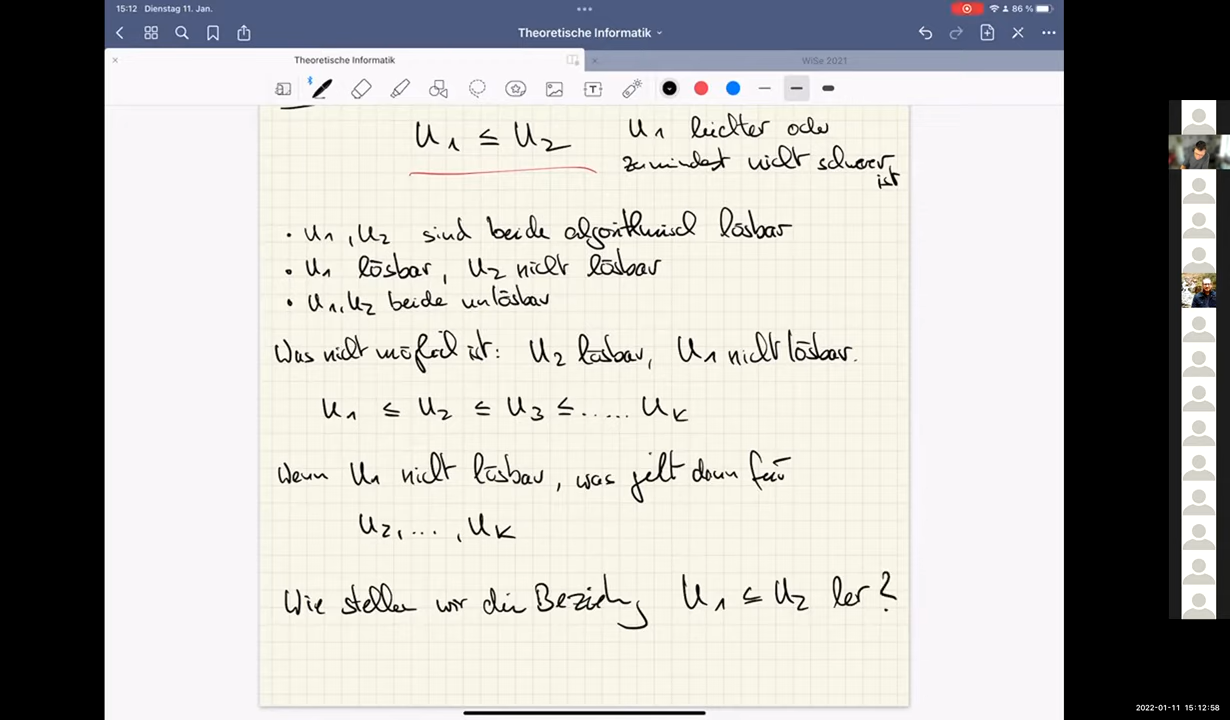 15:12 Dienstag 11. Jan.
86 %
Theoretische Informatik
Theoretische Informatik
WiSe 2021
U1 ≤ U2 U1 leichter oder
zumindest nicht schwerer
ist
• U1, U2 sind beide algorithmisch lösbar
• U1 lösbar, U2 nicht lösbar
• U1, U2 beide unlösbar
Was nicht möglich ist: U2 lösbar, U1 nicht lösbar.
U1 ≤ U2 ≤ U3 ≤ ..... UK
Wenn U1 nicht lösbar, was gilt dann für
U2, ..., UK
Wie stellen wir die Beziehung U1 ≤ U2 her?
2022-01-11 15:12:58